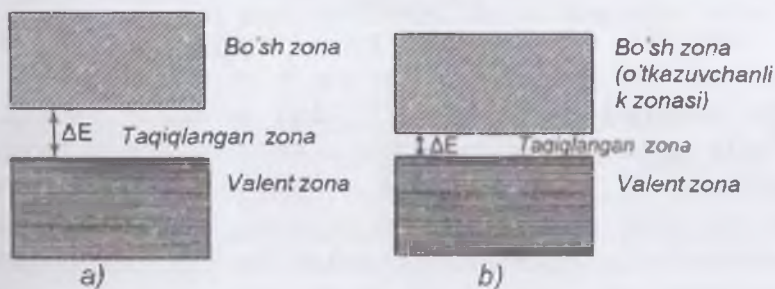 Bo'sh zona
ΔE
Taqiqlangan zona
Valent zona
a)
Bo'sh zona
(o'tkazuvchanli
k zonasi)
ΔE
Taqiqlangan zona
Valent zona
b)